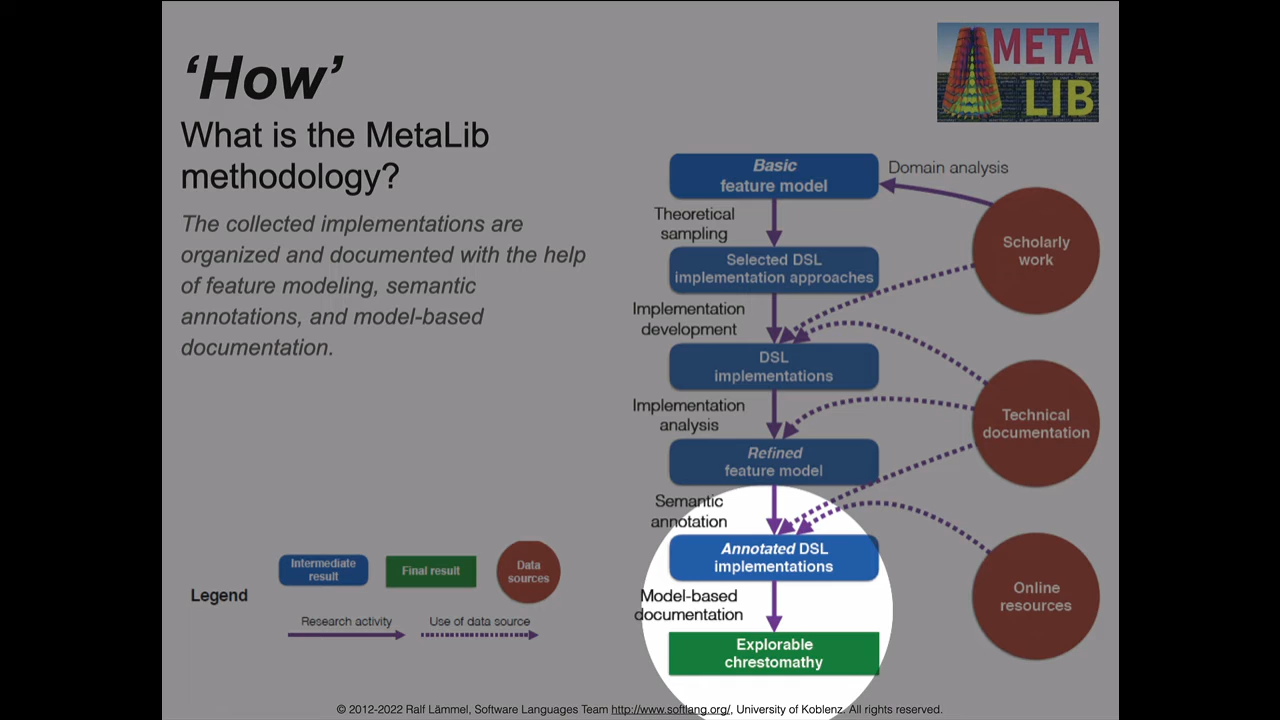 ‘How’
What is the MetaLib
methodology?
The collected implementations are
organized and documented with the help
of feature modeling, semantic
annotations, and model-based
documentation.
META
LIB
Basic
feature model
Domain analysis
Theoretical
sampling
Scholarly
work
Selected DSL
implementation approaches
Implementation
development
DSL
implementations
Implementation
analysis
Technical
documentation
Refined
feature model
Semantic
annotation
Annotated DSL
implementations
Model-based
documentation
Online
resources
Explorable
chrestomathy
Legend
Intermediate
result
Final result
Data
sources
Research activity
Use of data source
© 2012-2022 Ralf Lämmel, Software Languages Team http://www.softlang.org/, University of Koblenz. All rights reserved.